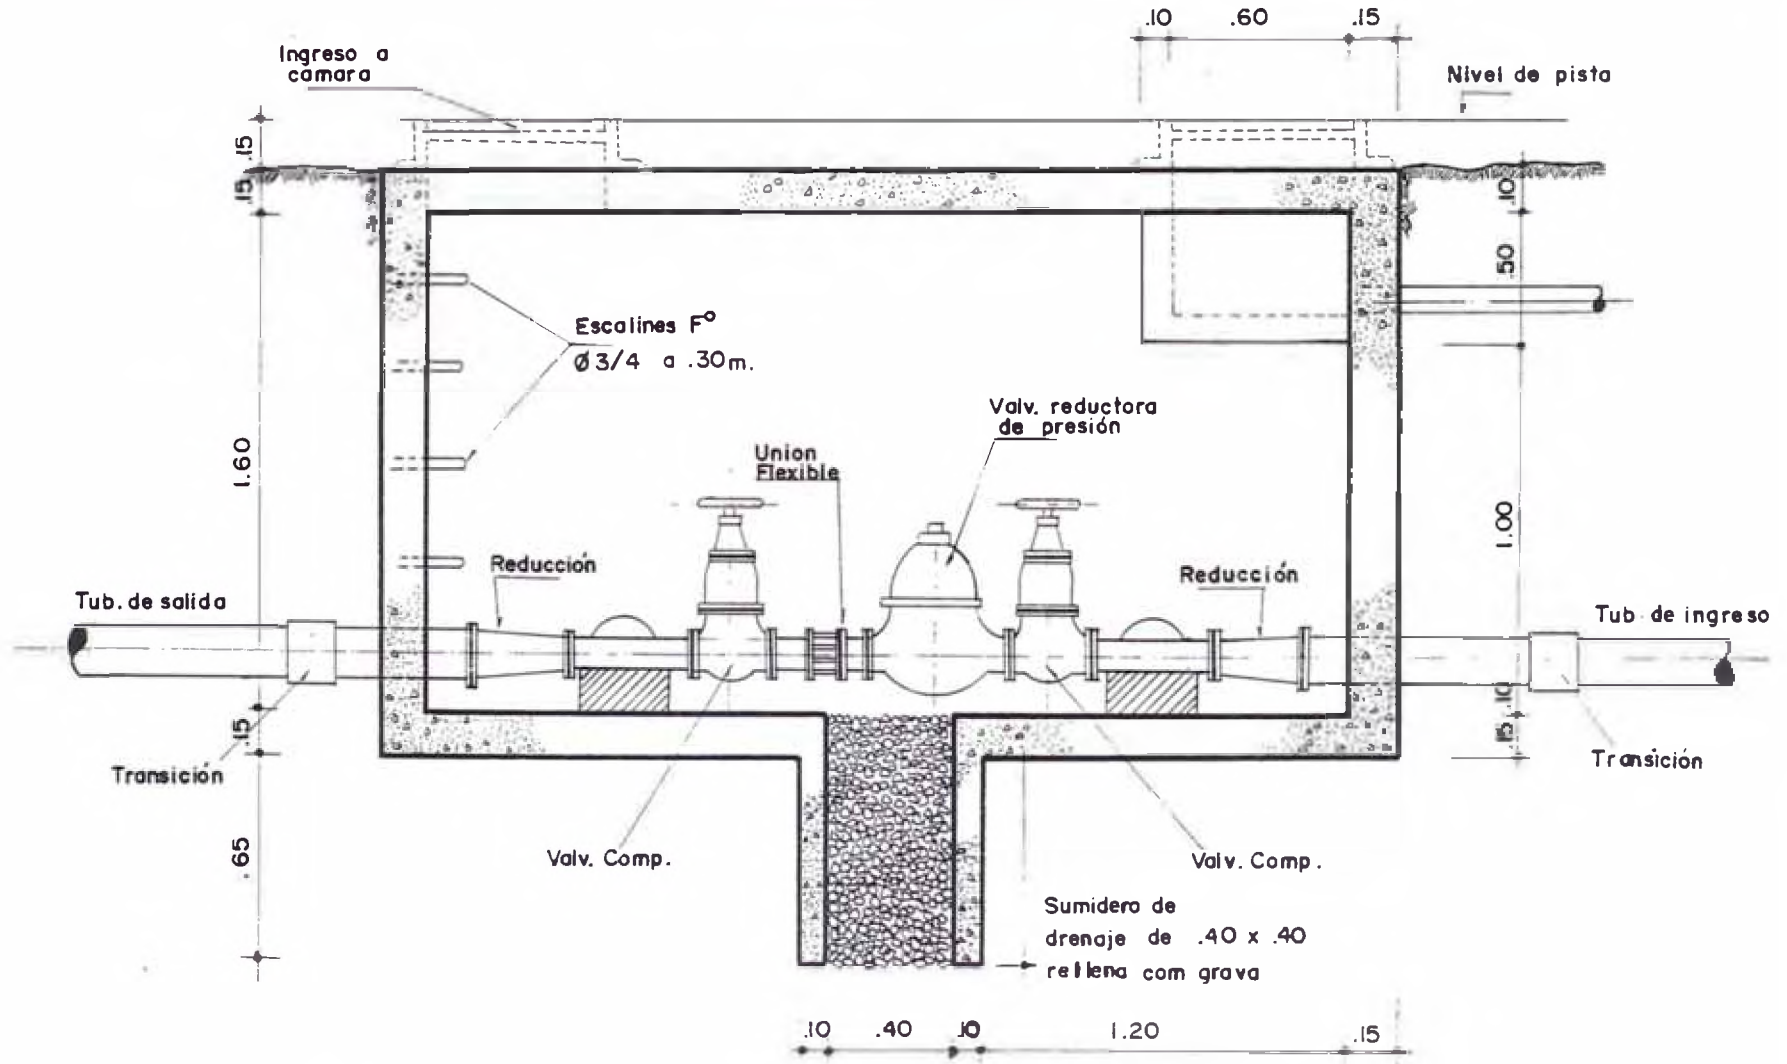 .10 .60 .15
Ingreso a
camara
Nivel de pista
.15
.15
.10
.50
Escalines Fº
Ø 3/4 a .30m.
Valv. reductora
de presión
Union
Flexible
1.60
1.00
Reducción
Reducción
Tub. de salida
Tub de ingreso
.15
.10
.15
Transición
Transición
.65
Valv. Comp.
Valv. Comp.
Sumidero de
drenaje de .40 x .40
rellena com grava
.10 .40 .10 1.20 .15